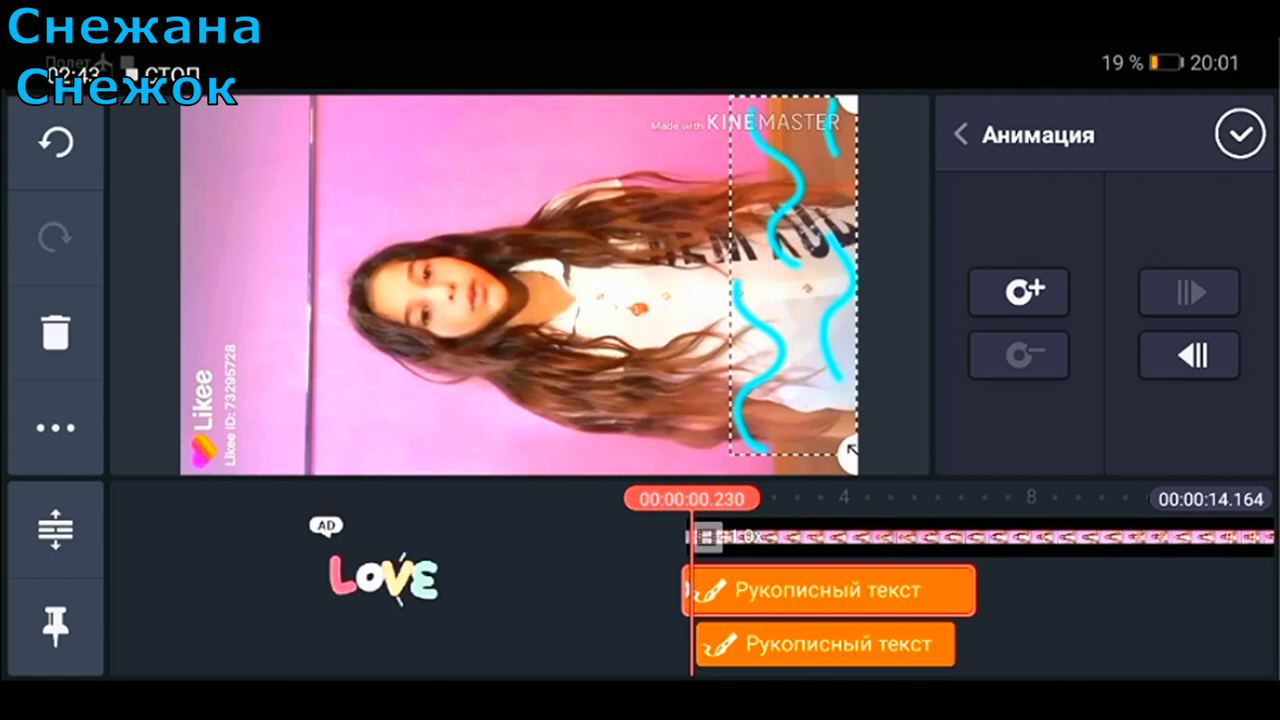 Снежана
Полет
02:43 СТОП
Снежок
19 % 20:01
Made with KINEMASTER
Анимация
Likee
Likee ID: 73295728
00:00:00.230
4
8
00:00:14.164
1.0x
AD
LOVE
Рукописный текст
Рукописный текст